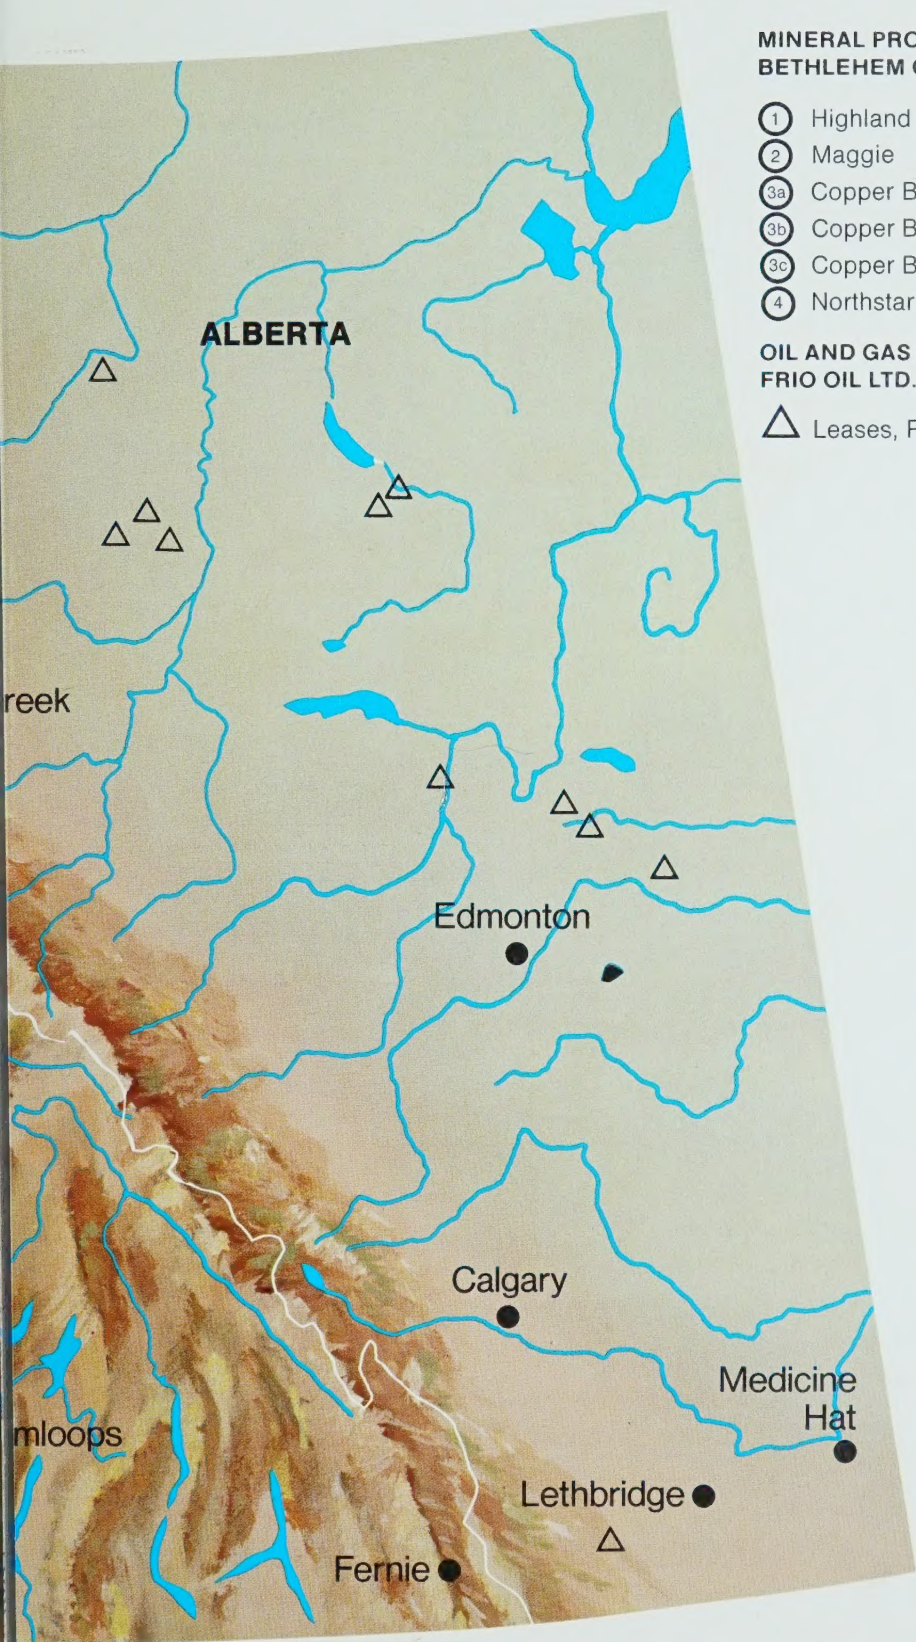 MINERAL PRO
BETHLEHEM
1 Highland
2 Maggie
3a Copper B
3b Copper B
3c Copper B
4 Northstar
OIL AND GAS
FRIO OIL LTD.
Leases,
ALBERTA
reek
Edmonton
Calgary
Medicine
Hat
mloops
Lethbridge
Fernie